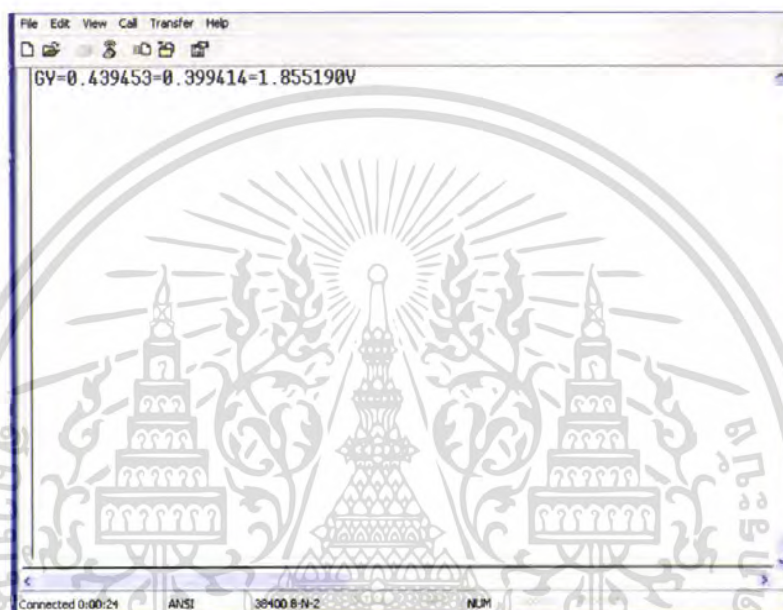 File Edit View Call Transfer Help
GY=0.439453=0.399414=1.855190V
Connected 0:00:24 ANSI 38400 8-N-2 NUM